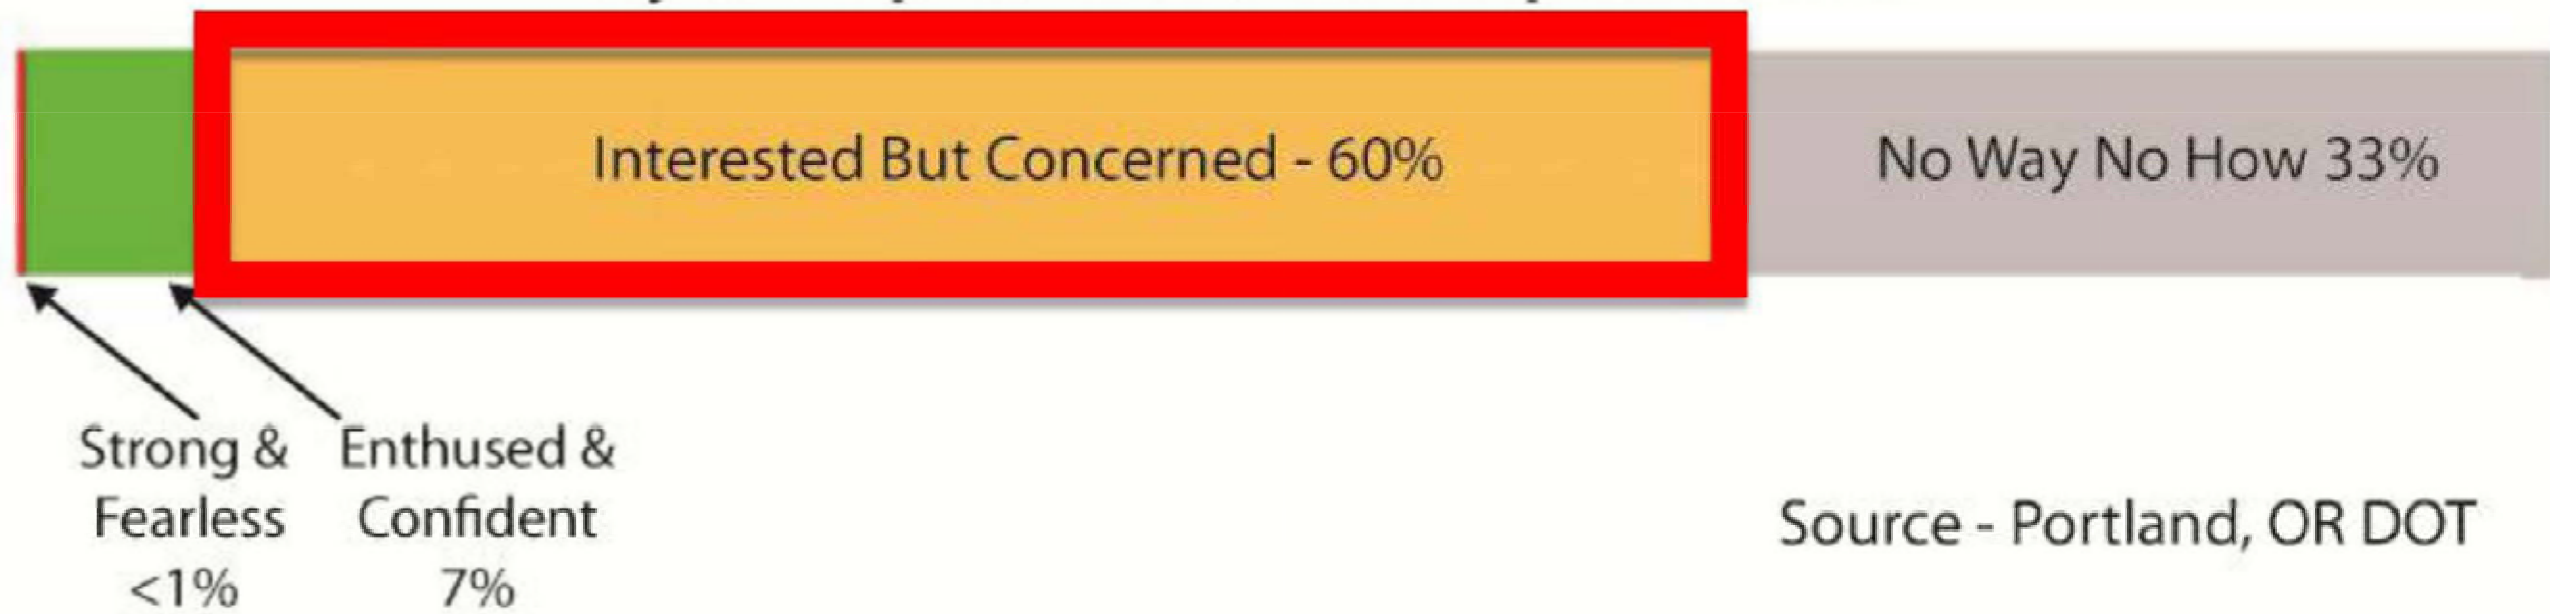 Interested But Concerned - 60%
No Way No How 33%
Strong &
Fearless
<1%
Enthused &
Confident
7%
Source - Portland, OR DOT